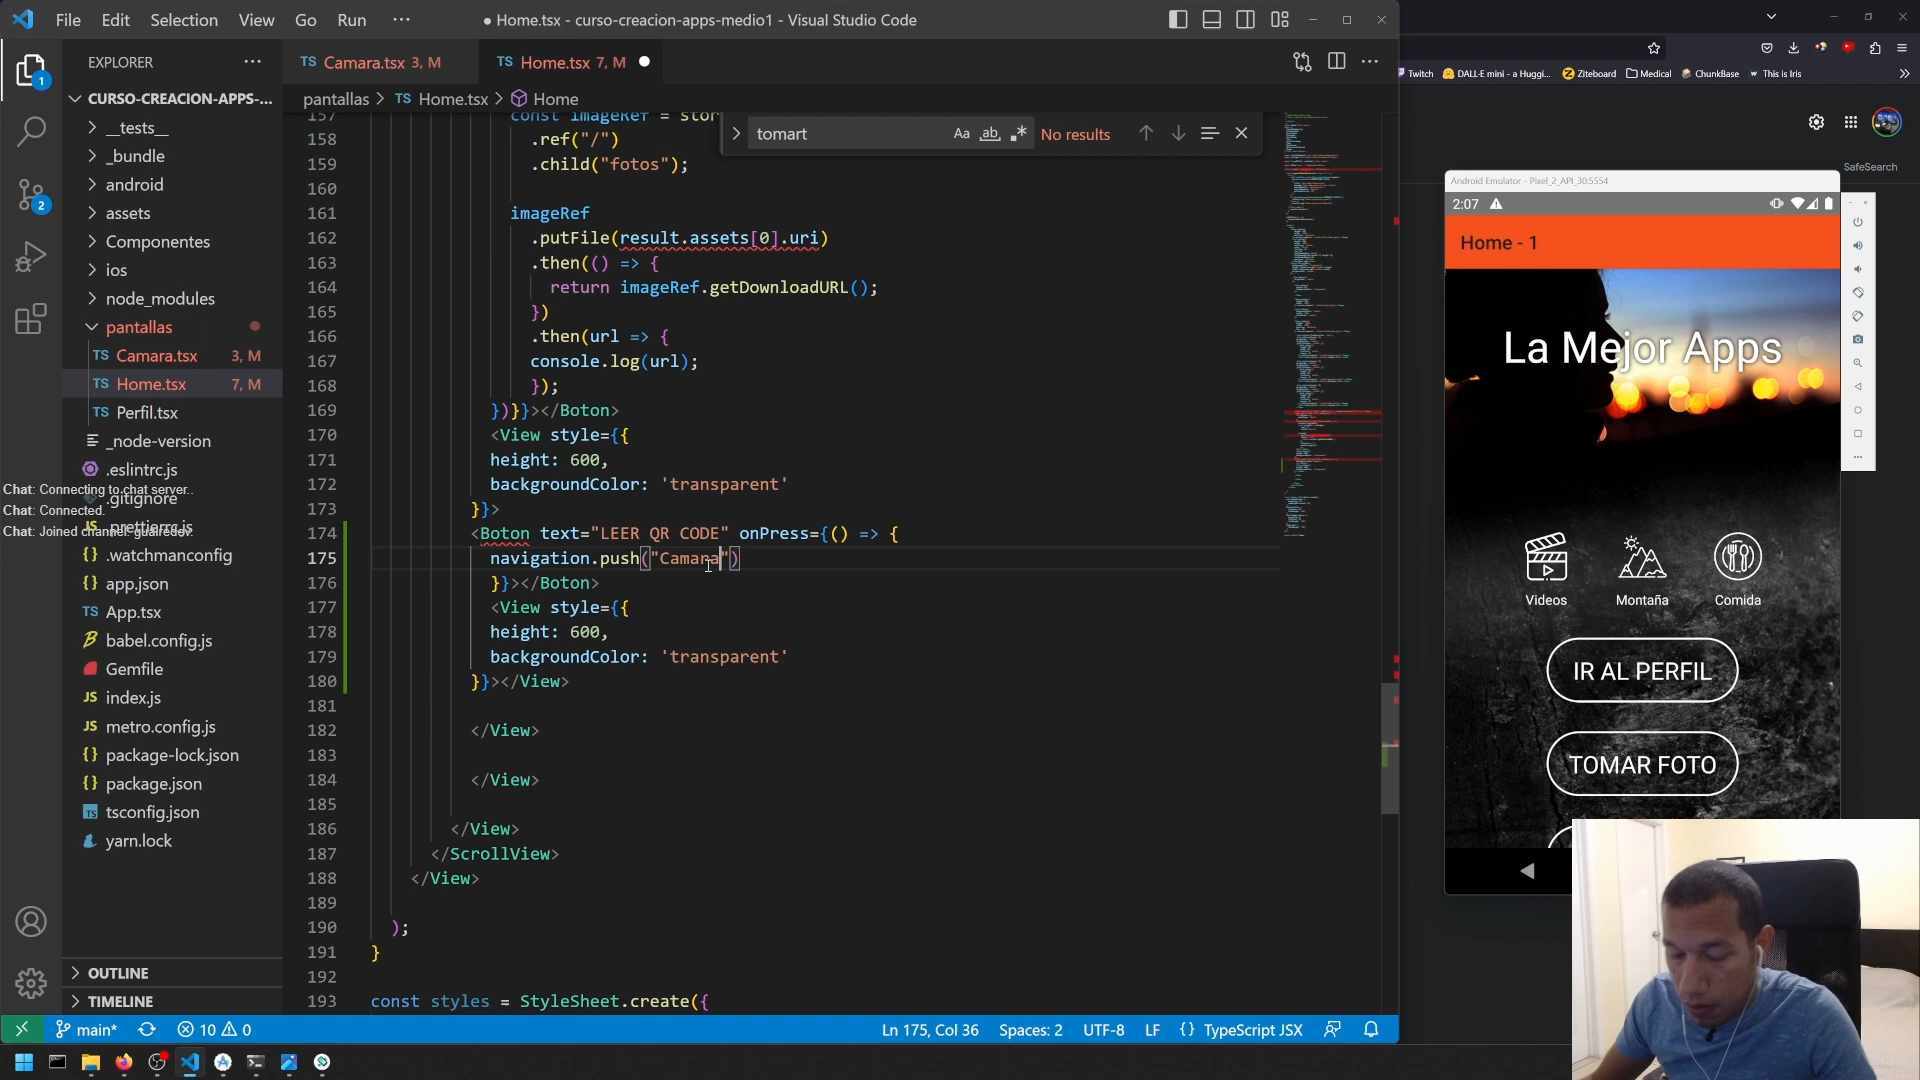 File Edit Selection View Go Run ···
● Home.tsx - curso-creacion-apps-medio1 - Visual Studio Code
EXPLORER ···
TS Camara.tsx 3, M
TS Home.tsx 7, M ●
CURSO-CREACION-APPS-...
pantallas > TS Home.tsx > Home
tomart
Aa ab .* No results
__tests__
_bundle
android
assets
Componentes
ios
node_modules
pantallas
TS Camara.tsx 3, M
TS Home.tsx 7, M
TS Perfil.tsx
_node-version
.eslintrc.js
.gitignore
.prettierrc.js
{} .watchmanconfig
{} app.json
TS App.tsx
babel.config.js
Gemfile
JS index.js
JS metro.config.js
{} package-lock.json
{} package.json
TS tsconfig.json
yarn.lock
OUTLINE
TIMELINE
Chat: Connecting to chat server..
Chat: Connected.
157 const imageRef = stor
158 .ref("/")
159 .child("fotos");
160
161 imageRef
162 .putFile(result.assets[0].uri)
163 .then(() => {
164 return imageRef.getDownloadURL();
165 })
166 .then(url => {
167 console.log(url);
168 });
169 })}}></Boton>
170 <View style={{
171 height: 600,
172 backgroundColor: 'transparent'
173 }}>
174 <Boton text="LEER QR CODE" onPress={() => {
175 navigation.push("Camara")
176 }}></Boton>
177 <View style={{
178 height: 600,
179 backgroundColor: 'transparent'
180 }}></View>
181
182 </View>
183
184 </View>
185
186 </View>
187 </ScrollView>
188 </View>
189
190 );
191 }
192
193 const styles = StyleSheet.create({
main* 10 0
Ln 175, Col 36 Spaces: 2 UTF-8 LF {} TypeScript JSX
Twitch DALL·E mini - a Huggi... Ziteboard Medical ChunkBase This is Iris
SafeSearch
Android Emulator - Pixel_2_API_30:5554
2:07
Home - 1
La Mejor Apps
Videos Montaña Comida
IR AL PERFIL
TOMAR FOTO